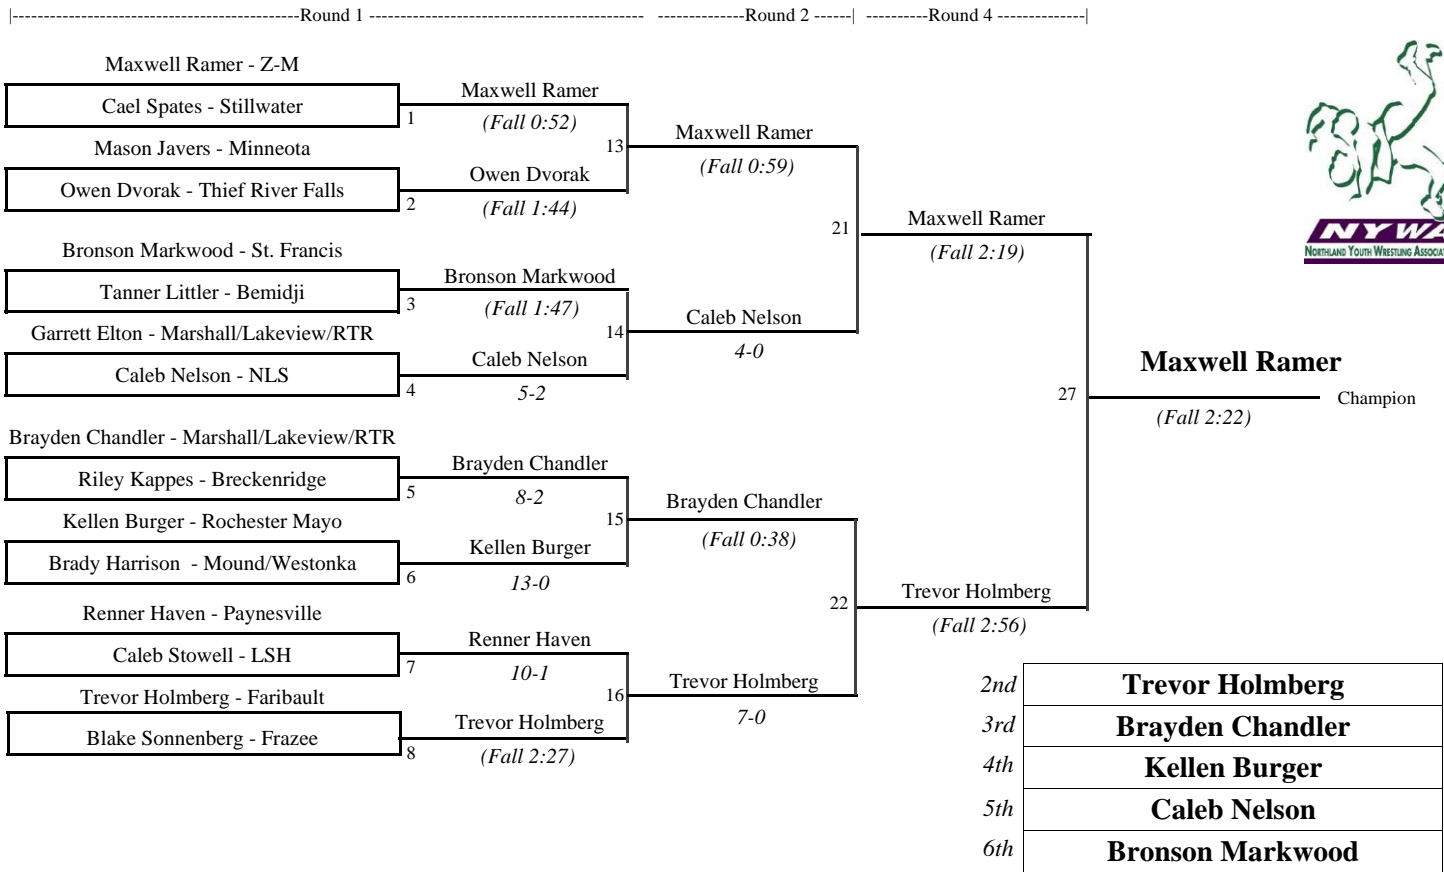 |----------------------------------------------Round 1 --------------------------------------------   --------------Round 2 ------|   ----------Round 4 --------------|
Maxwell Ramer - Z-M
Cael Spates - Stillwater
1
Mason Javers - Minneota
Owen Dvorak - Thief River Falls
2
Bronson Markwood - St. Francis
Tanner Littler - Bemidji
3
Garrett Elton - Marshall/Lakeview/RTR
Caleb Nelson - NLS
4
Brayden Chandler - Marshall/Lakeview/RTR
Riley Kappes - Breckenridge
5
Kellen Burger - Rochester Mayo
Brady Harrison  - Mound/Westonka
6
Renner Haven - Paynesville
Caleb Stowell - LSH
7
Trevor Holmberg - Faribault
Blake Sonnenberg - Frazee
8
Maxwell Ramer
(Fall 0:52)
13
Owen Dvorak
(Fall 1:44)
Bronson Markwood
(Fall 1:47)
14
Caleb Nelson
5-2
Brayden Chandler
8-2
15
Kellen Burger
13-0
Renner Haven
10-1
16
Trevor Holmberg
(Fall 2:27)
Maxwell Ramer
(Fall 0:59)
21
Caleb Nelson
4-0
Brayden Chandler
(Fall 0:38)
22
Trevor Holmberg
7-0
Maxwell Ramer
(Fall 2:19)
27
Trevor Holmberg
(Fall 2:56)
NYWA
NORTHLAND YOUTH WRESTLING ASSOCIAT
Maxwell Ramer
Champion
(Fall 2:22)
2nd Trevor Holmberg
3rd Brayden Chandler
4th Kellen Burger
5th Caleb Nelson
6th Bronson Markwood